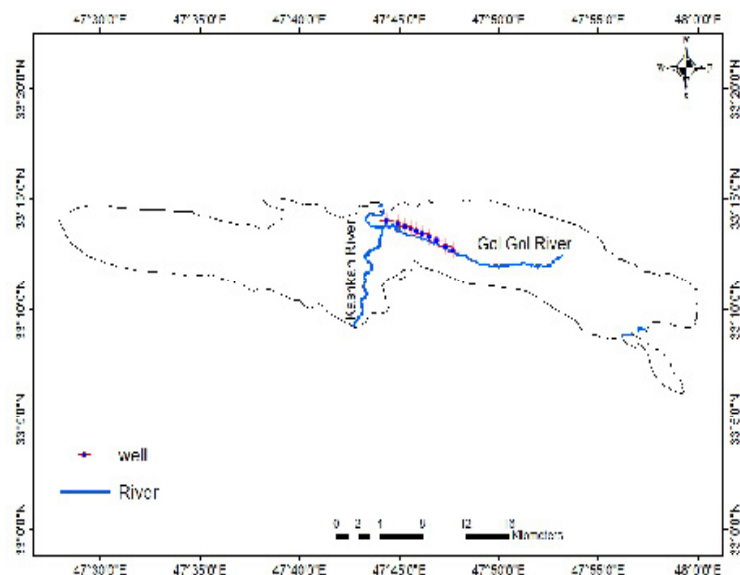 47°30'0"E 47°35'0"E 47°40'0"E 47°45'0"E 47°50'0"E 47°55'0"E 48°0'0"E
N
33°20'0"N 33°20'0"N
33°15'0"N 33°15'0"N
Gol Gol River
River
33°10'0"N 33°10'0"N
33°5'0"N 33°5'0"N
well
River
33°0'0"N 33°0'0"N
0 2 4 8 12 16
Kilometers
47°30'0"E 47°35'0"E 47°40'0"E 47°45'0"E 47°50'0"E 47°55'0"E 48°0'0"E